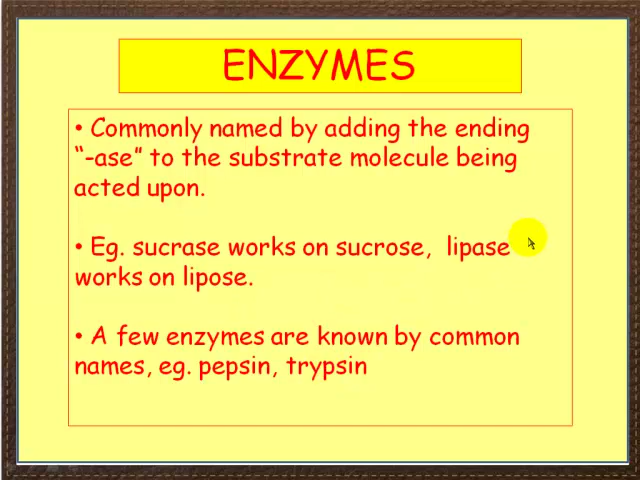 ENZYMES
• Commonly named by adding the ending
“-ase” to the substrate molecule being
acted upon.
• Eg. sucrase works on sucrose, lipase
works on lipose.
• A few enzymes are known by common
names, eg. pepsin, trypsin